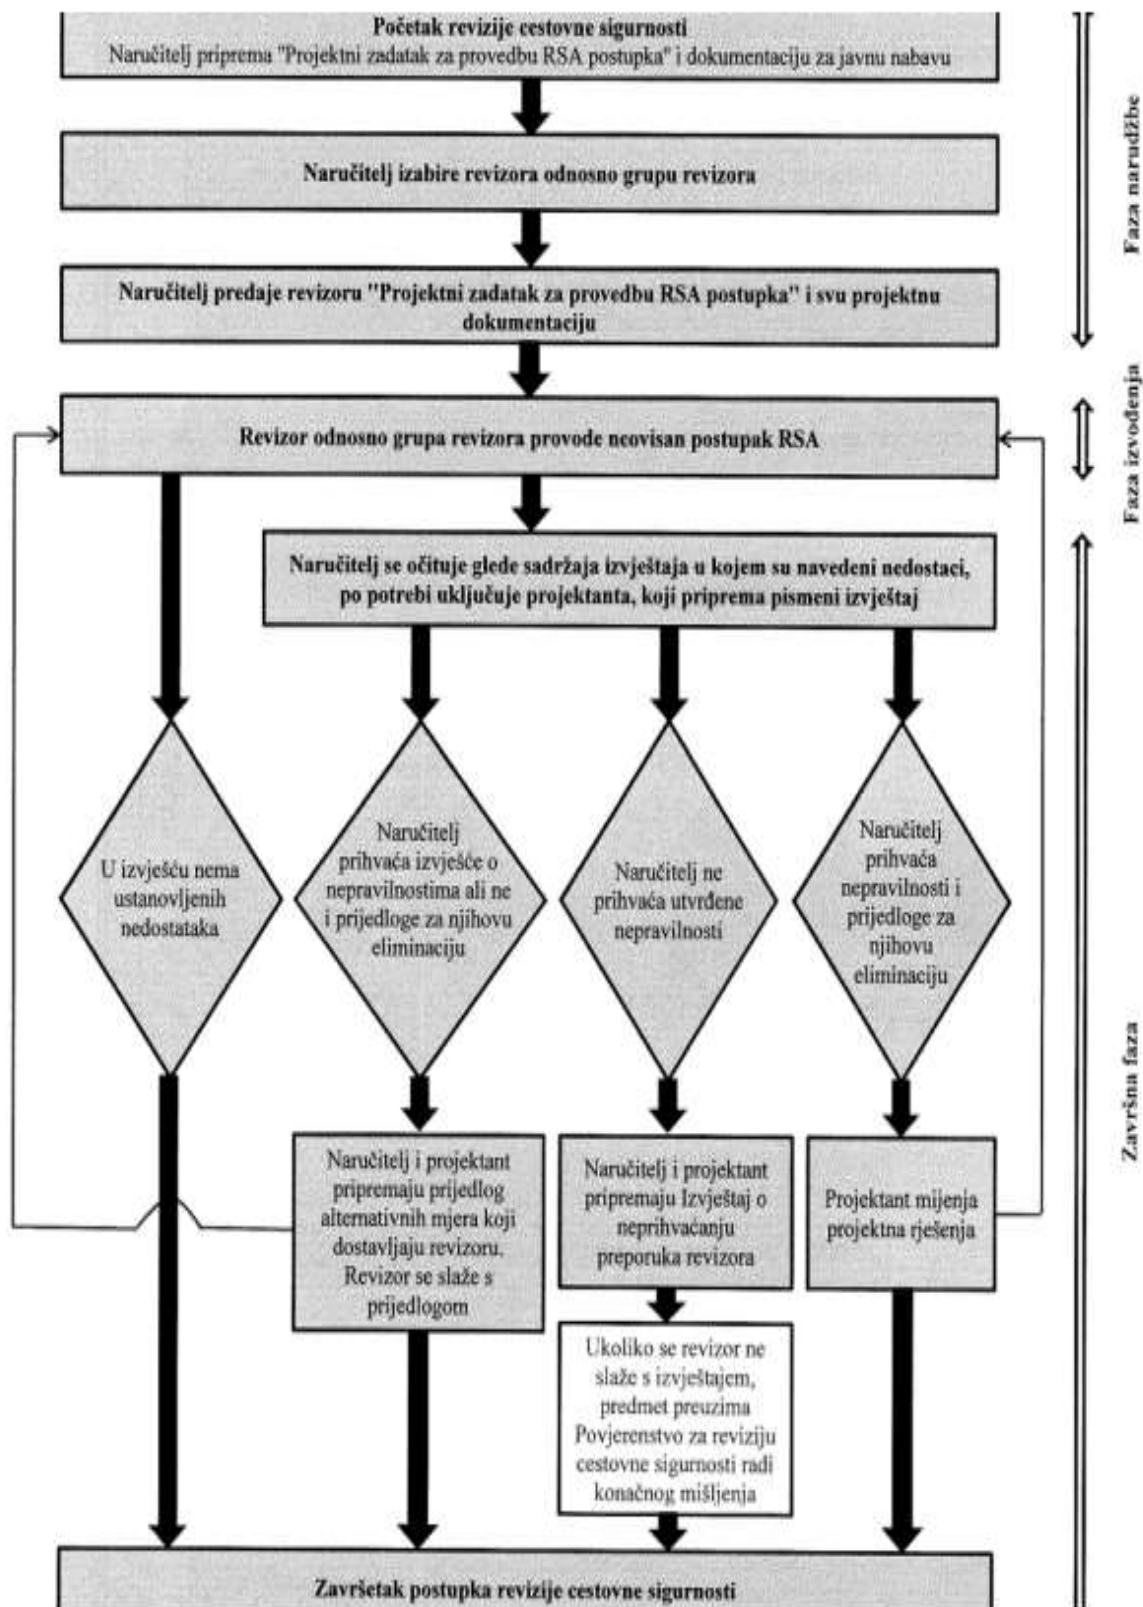 Početak revizije cestovne sigurnosti
Naručitelj priprema "Projektni zadatak za provedbu RSA postupka" i dokumentaciju za javnu nabavu
Naručitelj izabire revizora odnosno grupu revizora
Naručitelj predaje revizoru "Projektni zadatak za provedbu RSA postupka" i svu projektnu
dokumentaciju
Faza narudžbe
Revizor odnosno grupa revizora provode neovisan postupak RSA
Faza izvođenja
Naručitelj se očituje glede sadržaja izvještaja u kojem su navedeni nedostaci,
po potrebi uključuje projektanta, koji priprema pismeni izvještaj
U izvješću nema
ustanovljenih
nedostataka
Naručitelj
prihvaća izvješće o
nepravilnostima ali ne
i prijedloge za njihovu
eliminaciju
Naručitelj ne
prihvaća utvrđene
nepravilnosti
Naručitelj
prihvaća
nepravilnosti i
prijedloge za
njihovu
eliminaciju
Naručitelj i projektant
pripremaju prijedlog
alternativnih mjera koji
dostavljaju revizoru.
Revizor se slaže s
prijedlogom
Naručitelj i projektant
pripremaju Izvještaj o
neprihvaćanju
preporuka revizora
Projektant mijenja
projektna rješenja
Ukoliko se revizor ne
slaže s izvještajem,
predmet preuzima
Povjerenstvo za reviziju
cestovne sigurnosti radi
konačnog mišljenja
Završna faza
Završetak postupka revizije cestovne sigurnosti